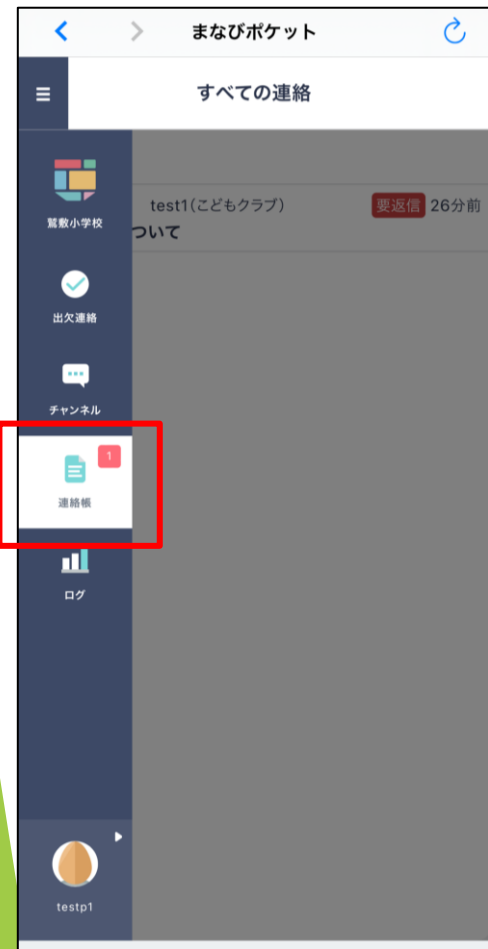 まなびポケット
すべての連絡
鷲敷小学校
test1(こどもクラブ) 要返信 26分前
ついて
出欠連絡
チャンネル
1
連絡帳
ログ
testp1